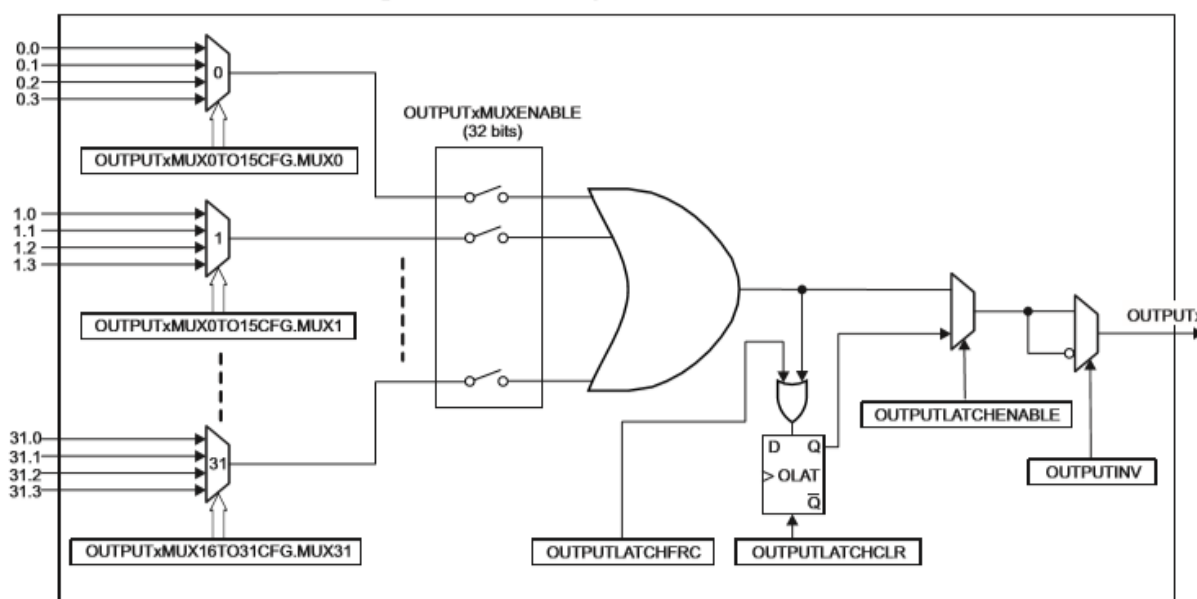 0.0
0.1
0.2
0.3
0
OUTPUTxMUX0TO15CFG.MUX0
OUTPUTxMUXENABLE
(32 bits)
1.0
1.1
1.2
1.3
1
OUTPUTxMUX0TO15CFG.MUX1
31.0
31.1
31.2
31.3
31
OUTPUTxMUX16TO31CFG.MUX31
D Q
OLAT
Q̅
OUTPUTLATCHFRC
OUTPUTLATCHCLR
OUTPUTLATCHENABLE
OUTPUTINV
OUTPUTx